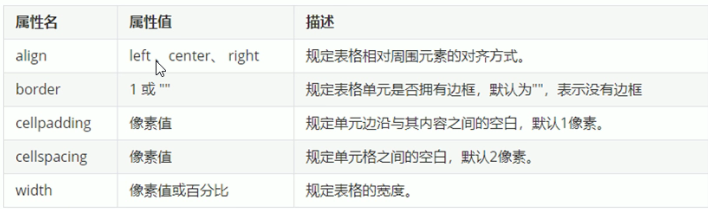 属性名 属性值 描述
align left 、center、 right 规定表格相对周围元素的对齐方式。
border 1 或 "" 规定表格单元是否拥有边框，默认为""，表示没有边框
cellpadding 像素值 规定单元边沿与其内容之间的空白，默认1像素。
cellspacing 像素值 规定单元格之间的空白，默认2像素。
width 像素值或百分比 规定表格的宽度。